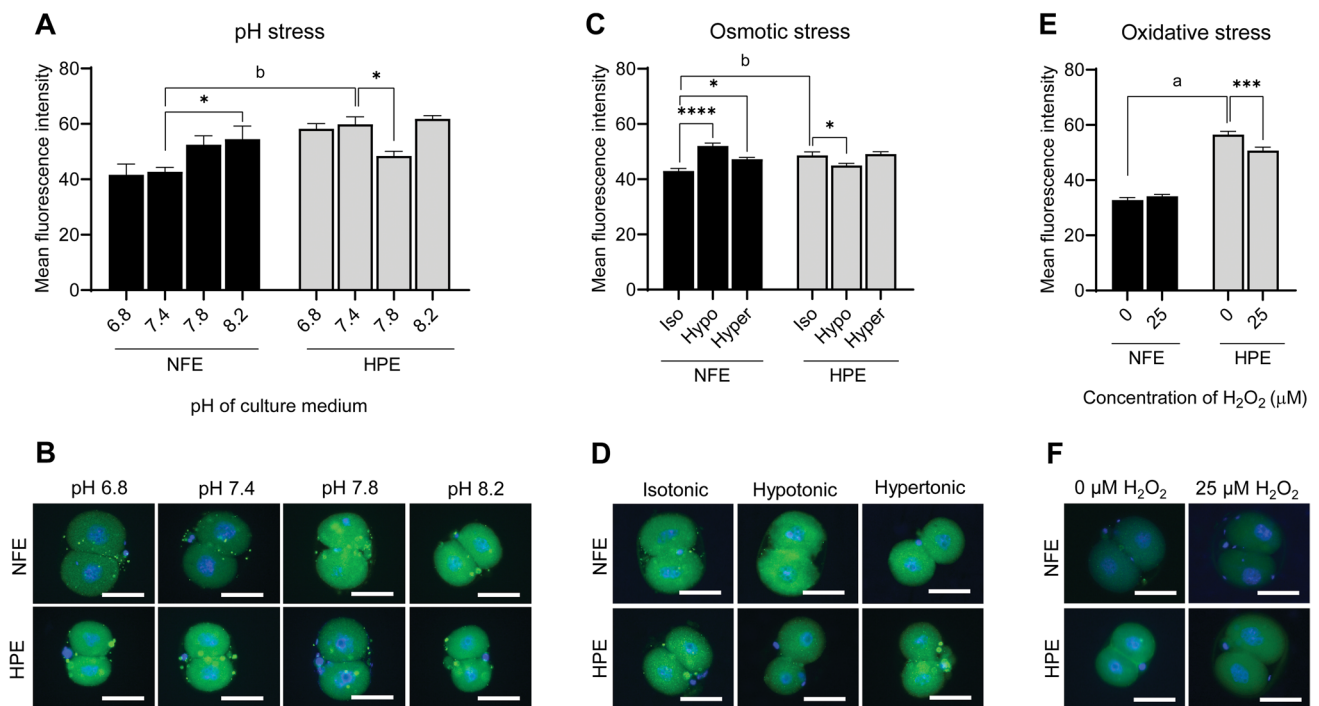 A
pH stress
Mean fluorescence intensity
80
60
40
20
0
b
*
*
6.8
7.4
7.8
8.2
6.8
7.4
7.8
8.2
NFE
HPE
pH of culture medium
C
Osmotic stress
Mean fluorescence intensity
80
60
40
20
0
b
*
****
*
Iso
Hypo
Hyper
Iso
Hypo
Hyper
NFE
HPE
E
Oxidative stress
Mean fluorescence intensity
80
60
40
20
0
a
***
0
25
0
25
NFE
HPE
Concentration of H₂O₂ (μM)
B
pH 6.8
pH 7.4
pH 7.8
pH 8.2
NFE
HPE
D
Isotonic
Hypotonic
Hypertonic
NFE
HPE
F
0 μM H₂O₂
25 μM H₂O₂
NFE
HPE